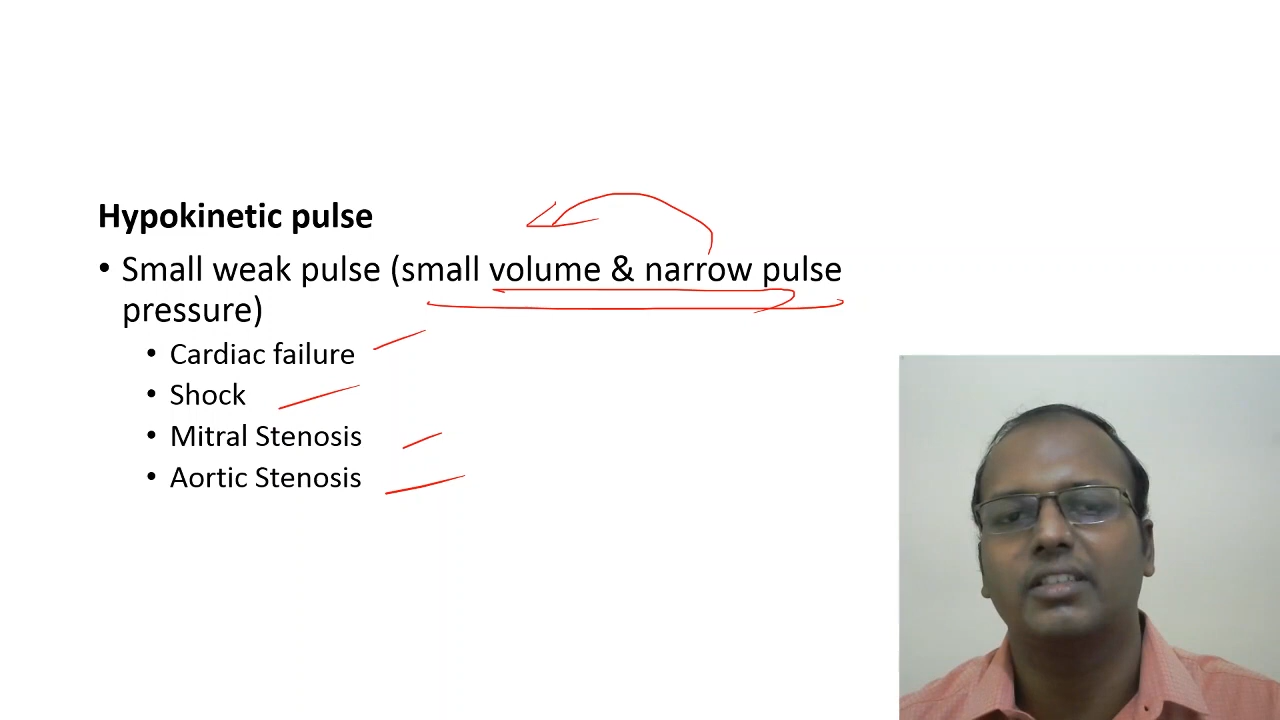 Hypokinetic pulse
• Small weak pulse (small volume & narrow pulse
pressure)
• Cardiac failure
• Shock
• Mitral Stenosis
• Aortic Stenosis